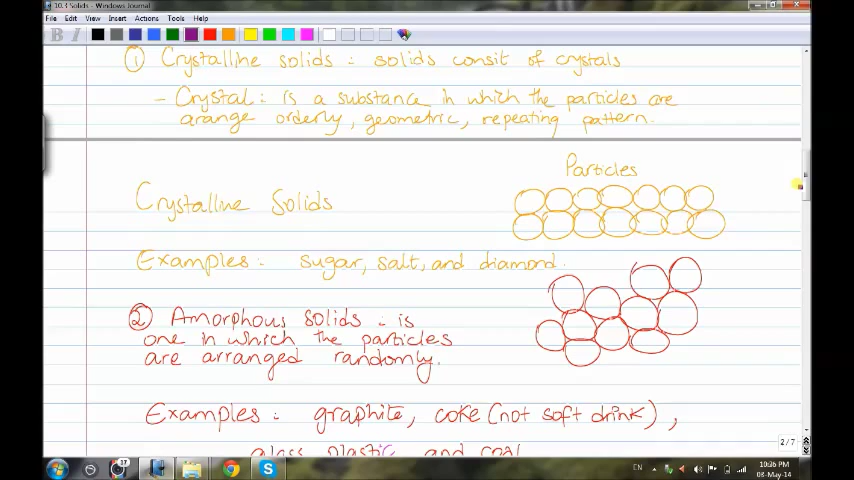 10.3 Solids - Windows Journal
File Edit View Insert Actions Tools Help
B I
① Crystalline solids : solids consit of crystals
- Crystal : is a substance in which the particles are
arange orderly, geometric, repeating pattern.
Particles
Crystalline Solids
Examples : sugar, salt, and diamond.
② Amorphous solids : is
one in which the particles
are arranged randomly.
Examples : graphite, coke (not soft drink),
glass, plastic, and coal
2/7
EN
10:36 PM
08-May-14